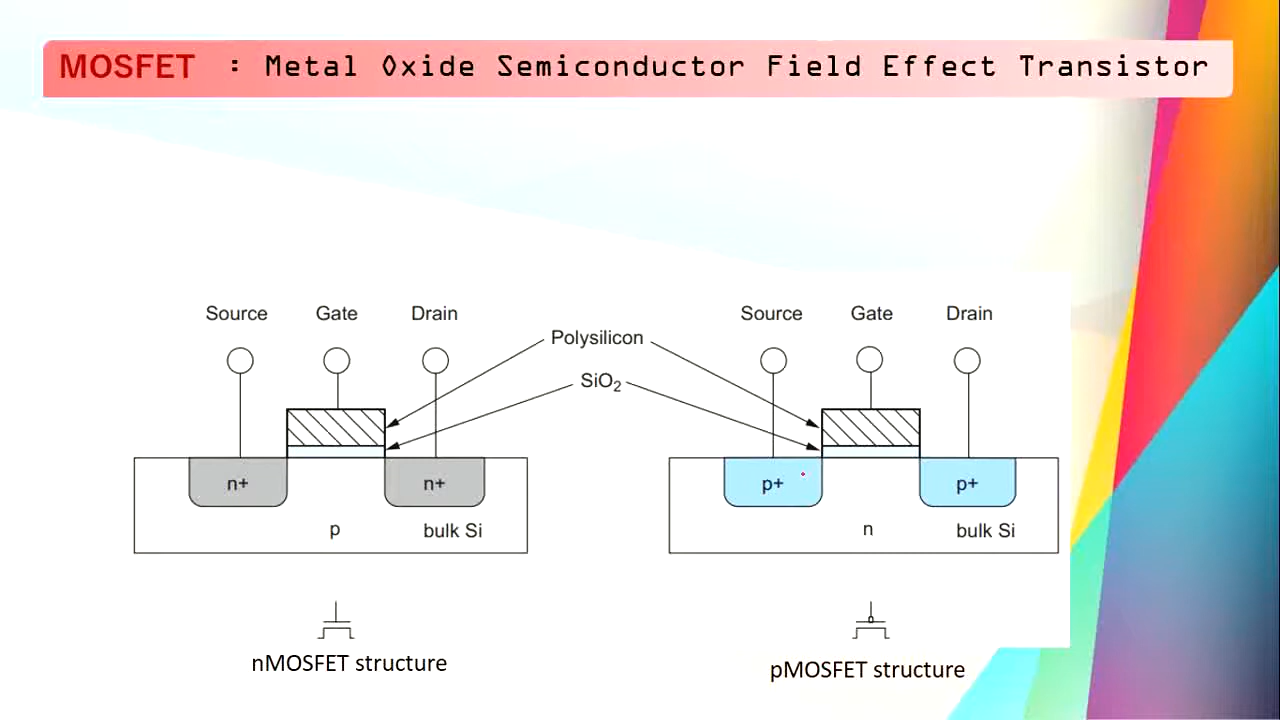 MOSFET : Metal Oxide Semiconductor Field Effect Transistor
Source Gate Drain
Polysilicon
SiO2
n+ n+
p bulk Si
nMOSFET structure
Source Gate Drain
p+ p+
n bulk Si
pMOSFET structure